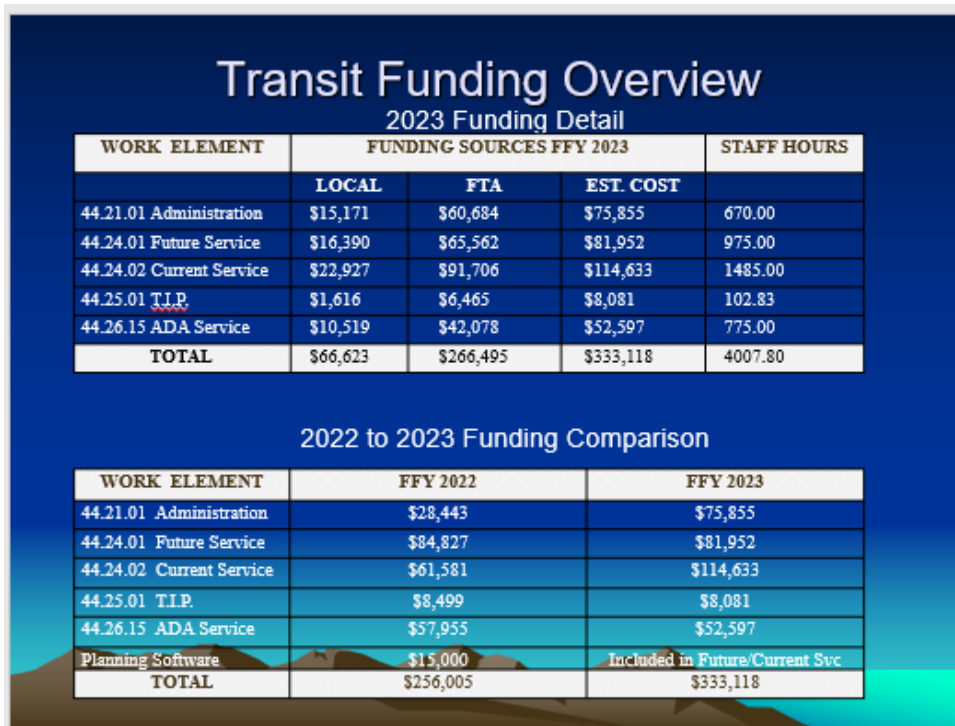 Transit Funding Overview
2023 Funding Detail
WORK ELEMENT FUNDING SOURCES FFY 2023 STAFF HOURS
LOCAL FTA EST. COST
44.21.01 Administration $15,171 $60,684 $75,855 670.00
44.24.01 Future Service $16,390 $65,562 $81,952 975.00
44.24.02 Current Service $22,927 $91,706 $114,633 1485.00
44.25.01 T.I.P. $1,616 $6,465 $8,081 102.83
44.26.15 ADA Service $10,519 $42,078 $52,597 775.00
TOTAL $66,623 $266,495 $333,118 4007.80
2022 to 2023 Funding Comparison
WORK ELEMENT FFY 2022 FFY 2023
44.21.01 Administration $28,443 $75,855
44.24.01 Future Service $84,827 $81,952
44.24.02 Current Service $61,581 $114,633
44.25.01 T.I.P. $8,499 $8,081
44.26.15 ADA Service $57,955 $52,597
Planning Software $15,000 Included in Future/Current Svc
TOTAL $256,005 $333,118